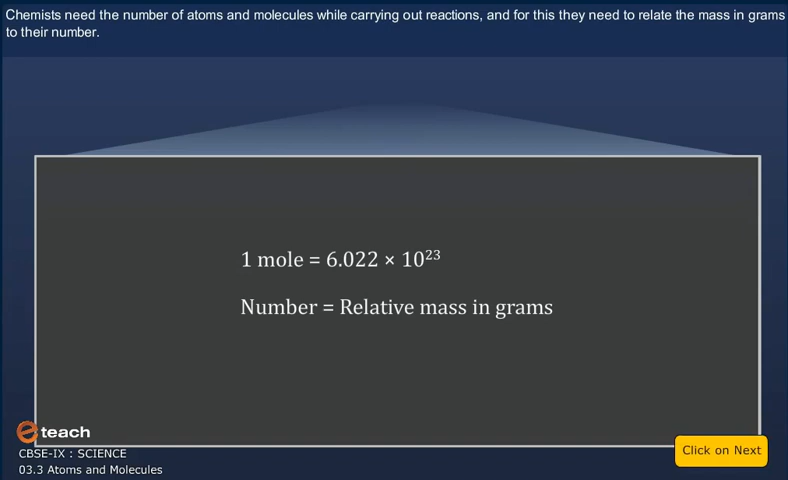 Chemists need the number of atoms and molecules while carrying out reactions, and for this they need to relate the mass in grams
to their number.
1 mole = 6.022 × 10²³
Number = Relative mass in grams
e teach
CBSE-IX : SCIENCE
03.3 Atoms and Molecules
Click on Next